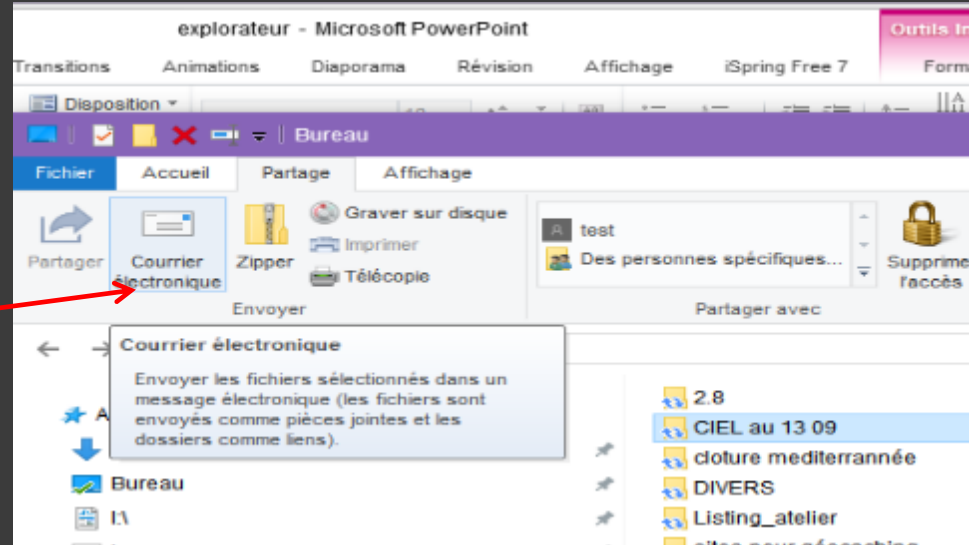 explorateur - Microsoft PowerPoint
Outils
Transitions Animations Diaporama Révision Affichage iSpring Free 7 Form
Disposition
Bureau
Fichier Accueil Partage Affichage
Partager
Courrier
électronique
Zipper
Graver sur disque
Imprimer
Télécopie
Envoyer
test
Des personnes spécifiques...
Partager avec
Supprime
l'accès
Courrier électronique
Envoyer les fichiers sélectionnés dans un
message électronique (les fichiers sont
envoyés comme pièces jointes et les
dossiers comme liens).
A
Bureau
I:\
2.8
CIEL au 13 09
cloture mediterrannée
DIVERS
Listing_atelier